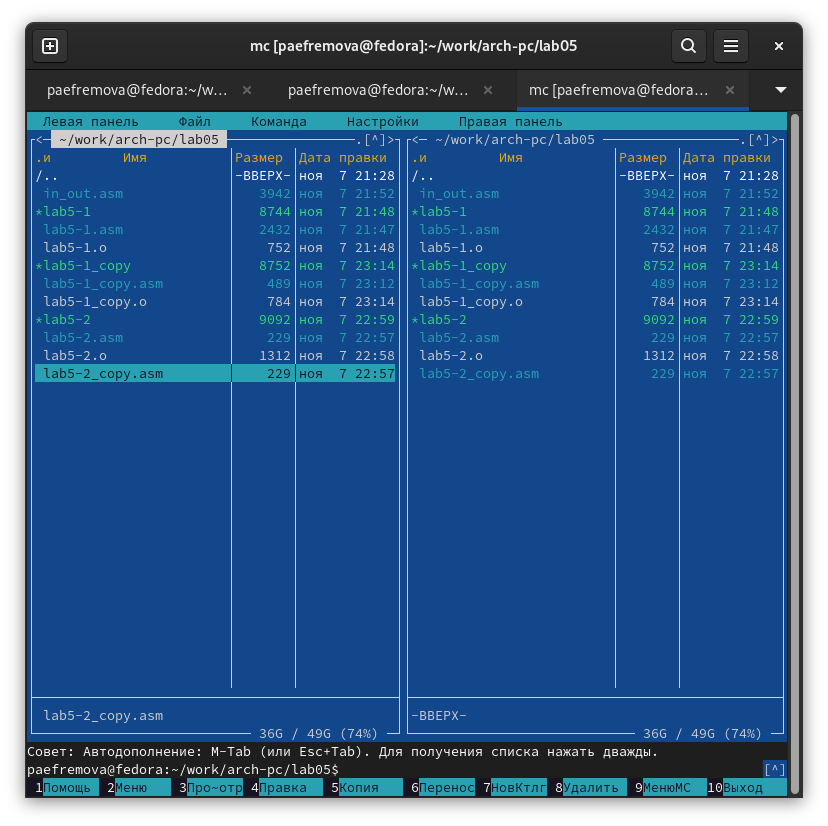 mc [paefremova@fedora]:~/work/arch-pc/lab05
paefremova@fedora:~/w... × paefremova@fedora:~/w... × mc [paefremova@fedora... ×
Левая панель Файл Команда Настройки Правая панель
<─ ~/work/arch-pc/lab05 ─.[^]> <─ ~/work/arch-pc/lab05 ─.[^]>
.и Имя Размер Дата правки .и Имя Размер Дата правки
/.. -ВВЕРХ- ноя 7 21:28 /.. -ВВЕРХ- ноя 7 21:28
in_out.asm 3942 ноя 7 21:52 in_out.asm 3942 ноя 7 21:52
*lab5-1 8744 ноя 7 21:48 *lab5-1 8744 ноя 7 21:48
lab5-1.asm 2432 ноя 7 21:47 lab5-1.asm 2432 ноя 7 21:47
lab5-1.o 752 ноя 7 21:48 lab5-1.o 752 ноя 7 21:48
*lab5-1_copy 8752 ноя 7 23:14 *lab5-1_copy 8752 ноя 7 23:14
lab5-1_copy.asm 489 ноя 7 23:12 lab5-1_copy.asm 489 ноя 7 23:12
lab5-1_copy.o 784 ноя 7 23:14 lab5-1_copy.o 784 ноя 7 23:14
*lab5-2 9092 ноя 7 22:59 *lab5-2 9092 ноя 7 22:59
lab5-2.asm 229 ноя 7 22:57 lab5-2.asm 229 ноя 7 22:57
lab5-2.o 1312 ноя 7 22:58 lab5-2.o 1312 ноя 7 22:58
lab5-2_copy.asm 229 ноя 7 22:57 lab5-2_copy.asm 229 ноя 7 22:57
lab5-2_copy.asm -ВВЕРХ-
36G / 49G (74%) 36G / 49G (74%)
Совет: Автодополнение: M-Tab (или Esc+Tab). Для получения списка нажать дважды.
paefremova@fedora:~/work/arch-pc/lab05$ [^]
1Помощь 2Меню 3Про~отр 4Правка 5Копия 6Перенос 7НовКтлг 8Удалить 9МенюМС 10Выход